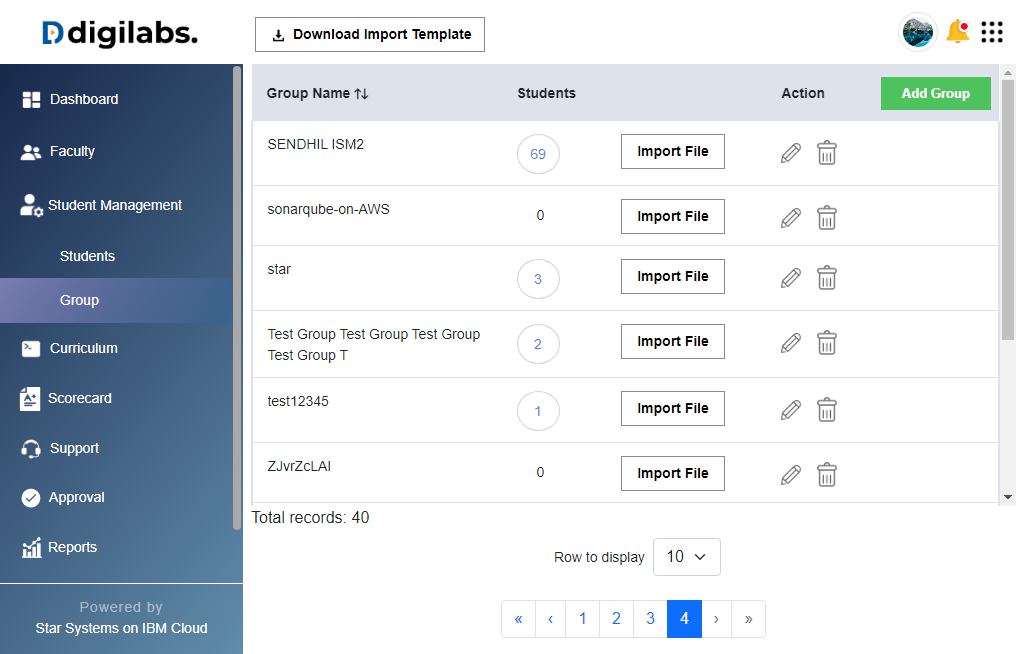 digilabs.
Download Import Template
Dashboard
Faculty
Student Management
Students
Group
Curriculum
Scorecard
Support
Approval
Reports
Powered by
Star Systems on IBM Cloud
Group Name ↑↓ Students Action Add Group
SENDHIL ISM2 69 Import File
sonarqube-on-AWS 0 Import File
star 3 Import File
Test Group Test Group Test Group
Test Group T 2 Import File
test12345 1 Import File
ZJvrZcLAI 0 Import File
Total records: 40
Row to display 10
« ‹ 1 2 3 4 › »